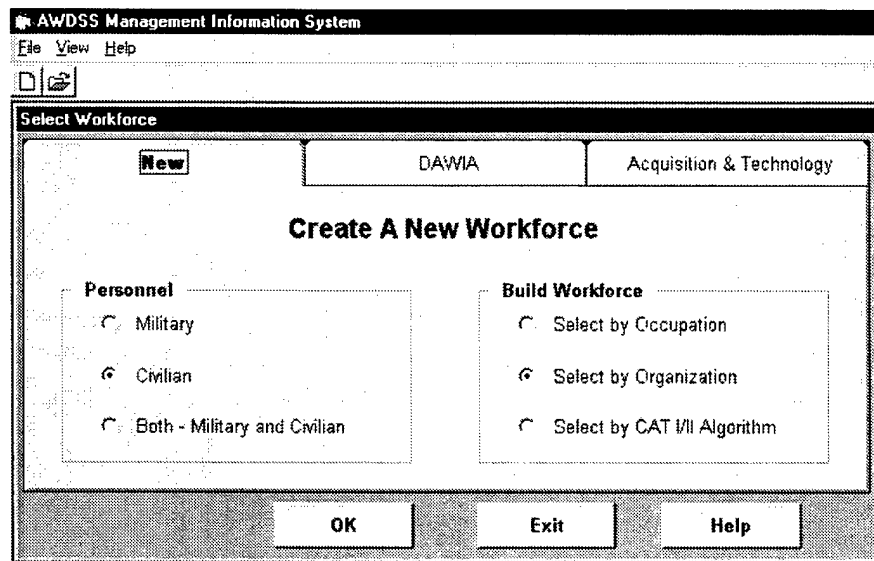 AWDSS Management Information System
File View Help
Select Workforce
New DAWIA Acquisition & Technology
Create A New Workforce
Personnel Build Workforce
Military Select by Occupation
Civilian Select by Organization
Both - Military and Civilian Select by CAT I/II Algorithm
OK Exit Help